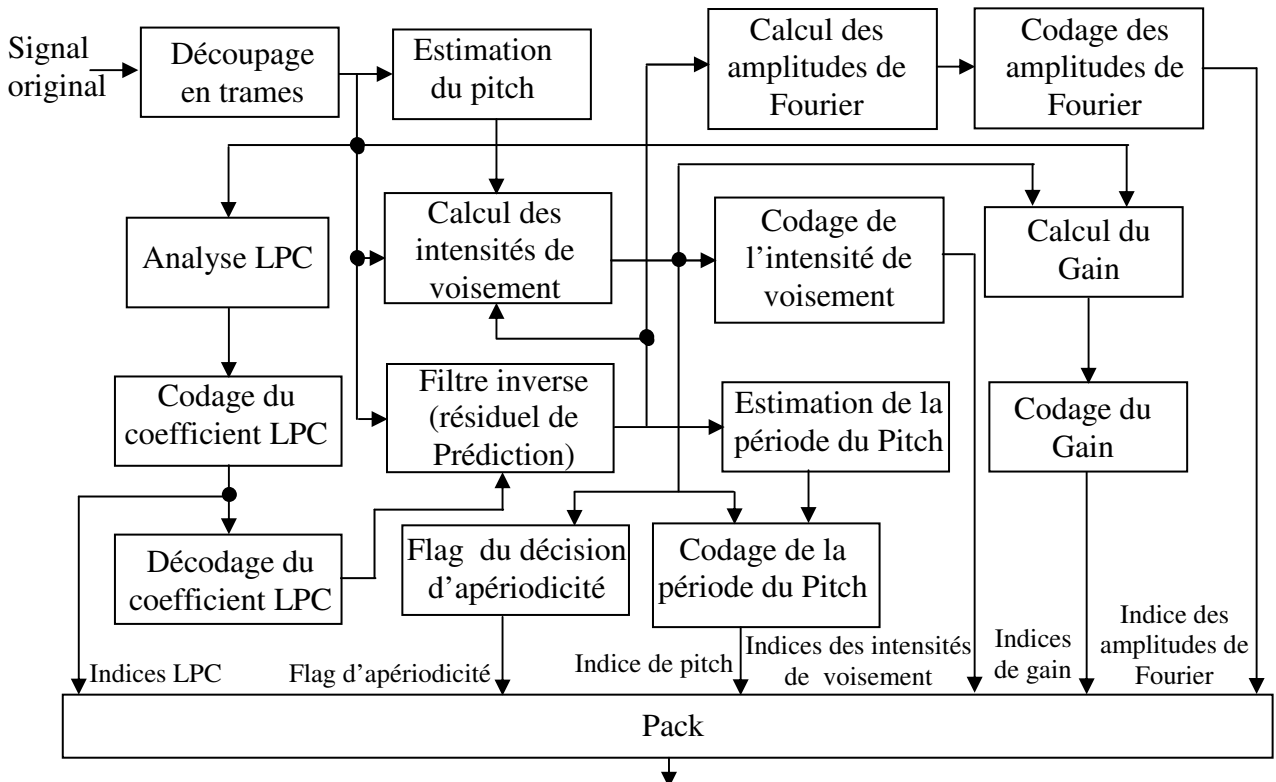 Signal
original
Découpage
en trames
Estimation
du pitch
Calcul des
amplitudes de
Fourier
Codage des
amplitudes de
Fourier
Analyse LPC
Calcul des
intensités de
voisement
Codage de
l'intensité de
voisement
Calcul du
Gain
Codage du
coefficient LPC
Filtre inverse
(résiduel de
Prédiction)
Estimation de la
période du Pitch
Codage du
Gain
Décodage du
coefficient LPC
Flag du décision
d'apériodicité
Codage de la
période du Pitch
Indices LPC
Flag d'apériodicité
Indice de pitch
Indices des intensités
de voisement
Indices
de gain
Indice des
amplitudes de
Fourier
Pack